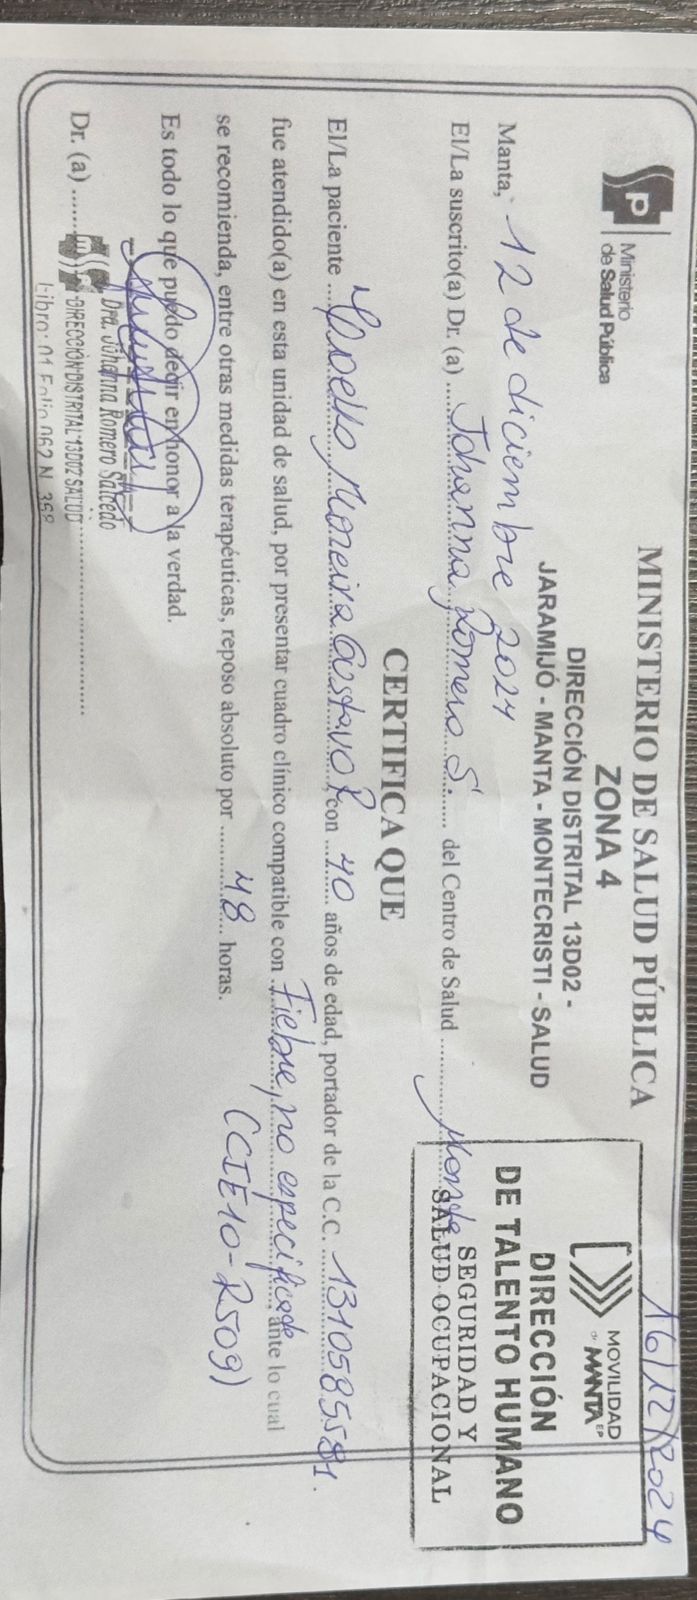 Ministerio
de Salud Pública
MINISTERIO DE SALUD PÚBLICA
ZONA 4
DIRECCIÓN DISTRITAL 13D02 -
JARAMIJÓ - MANTA - MONTECRISTI - SALUD
16/12/2024
MOVILIDAD
de MANTA EP
DIRECCIÓN
DE TALENTO HUMANO
SEGURIDAD Y
SALUD OCUPACIONAL
Manta, 12 de diciembre 2024
El/La suscrito(a) Dr. (a) Johanna Romero S. del Centro de Salud
CERTIFICA QUE
El/La paciente Coello Moreira Gustavo R, con 40 años de edad, portador de la C.C. 1310585581.
fue atendido(a) en esta unidad de salud, por presentar cuadro clínico compatible con Fiebre, no especificada, ante lo cual
se recomienda, entre otras medidas terapéuticas, reposo absoluto por 48 horas. (CIE10-R509)
Es todo lo que puedo decir en honor a la verdad.
Dr. (a)
Dra. Jihanna Romero Salcedo
DIRECCIÓN DISTRITAL 13D02 SALUD
Libro: 01 Folio 062 N. 368